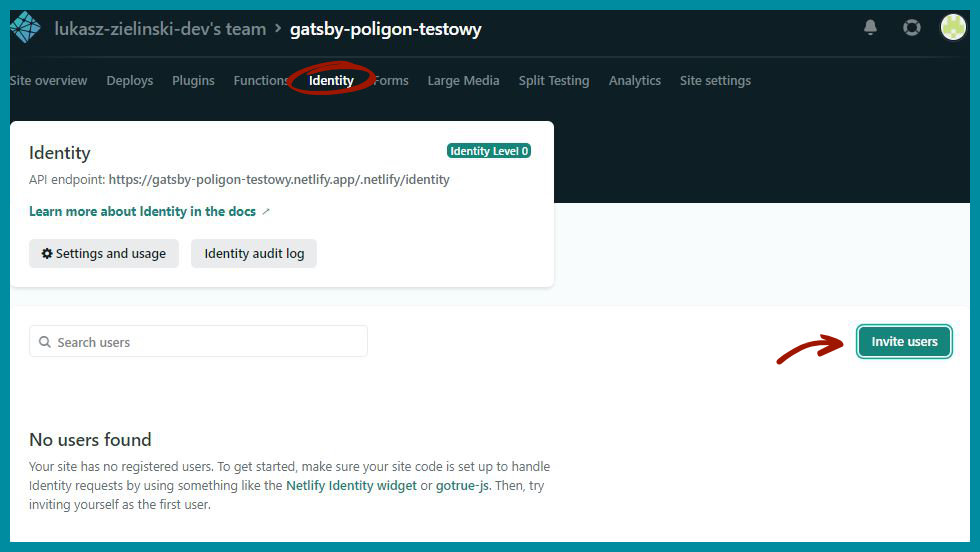 lukasz-zielinski-dev's team > gatsby-poligon-testowy
Site overview Deploys Plugins Functions Identity Forms Large Media Split Testing Analytics Site settings
Identity
Identity Level 0
API endpoint: https://gatsby-poligon-testowy.netlify.app/.netlify/identity
Learn more about Identity in the docs
Settings and usage
Identity audit log
Search users
Invite users
No users found
Your site has no registered users. To get started, make sure your site code is set up to handle
Identity requests by using something like the Netlify Identity widget or gotrue-js. Then, try
inviting yourself as the first user.